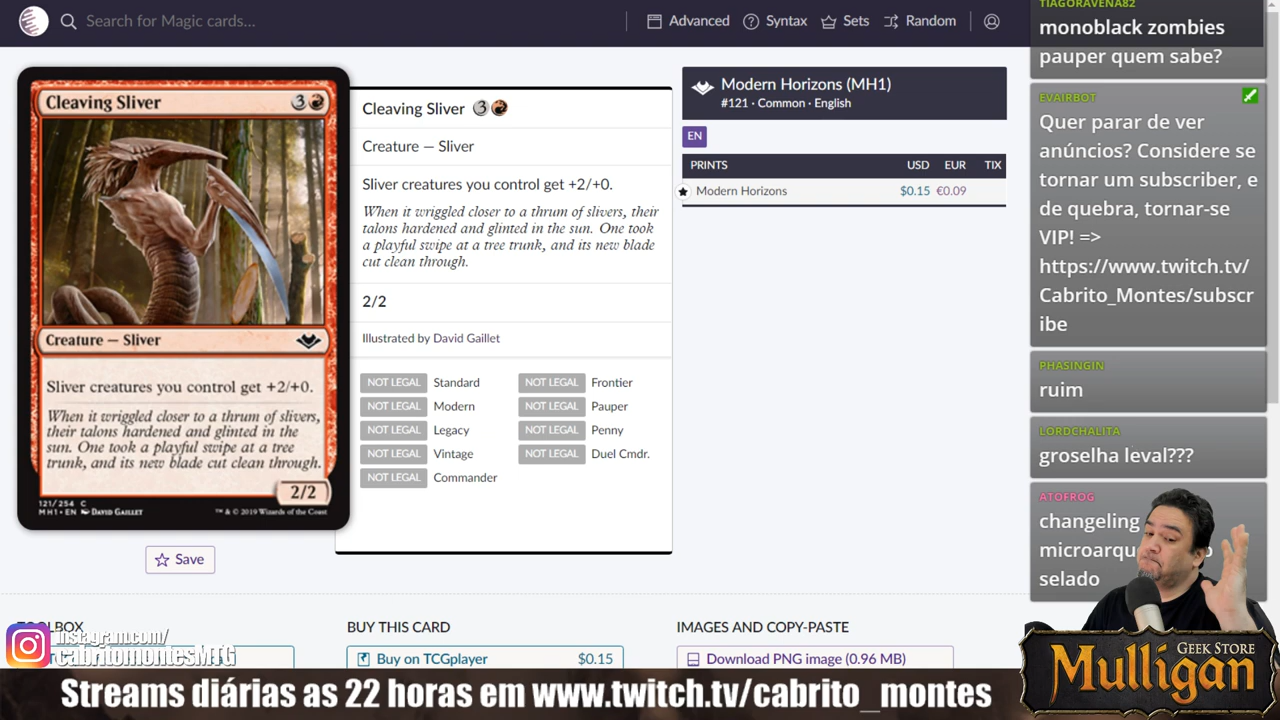 Search for Magic cards...
Advanced
Syntax
Sets
Random
Cleaving Sliver 3
Creature — Sliver
Sliver creatures you control get +2/+0.
When it wriggled closer to a thrum of slivers,
their talons hardened and glinted in the
sun. One took a playful swipe at a tree
trunk, and its new blade cut clean through.
2/2
121/254 C
MH1 • EN DAVID GAILLET
™ & © 2019 Wizards of the Coast
Save
Cleaving Sliver 3
Creature — Sliver
Sliver creatures you control get +2/+0.
When it wriggled closer to a thrum of slivers, their
talons hardened and glinted in the sun. One took
a playful swipe at a tree trunk, and its new blade
cut clean through.
2/2
Illustrated by David Gaillet
NOT LEGAL Standard NOT LEGAL Frontier
NOT LEGAL Modern NOT LEGAL Pauper
NOT LEGAL Legacy NOT LEGAL Penny
NOT LEGAL Vintage NOT LEGAL Duel Cmdr.
NOT LEGAL Commander
Modern Horizons (MH1)
#121 · Common · English
EN
PRINTS USD EUR TIX
Modern Horizons $0.15 €0.09
BUY THIS CARD
Buy on TCGplayer $0.15
IMAGES AND COPY-PASTE
Download PNG image (0.96 MB)
TIAGORAVENA82
monoblack zombies
pauper quem sabe?
EVAIRBOT
Quer parar de ver
anúncios? Considere se
tornar um subscriber, e
de quebra, tornar-se
VIP! =>
https://www.twitch.tv/
Cabrito_Montes/subscr
ibe
PHASINGIN
ruim
LORDCHALITA
groselha leval???
ATOFROG
changeling
selado
instagram.com/
cabritomontesMTG
GEEK STORE
Mulligan
Streams diárias as 22 horas em www.twitch.tv/cabrito_montes